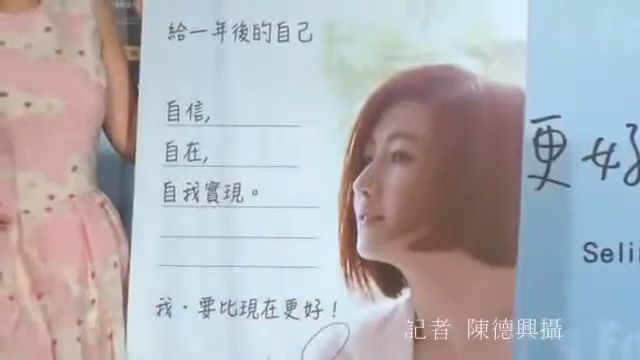 給一年後的自己
自信,
自在,
自我實現。
我·要比現在更好!
更好
Seli
記者 陳德興攝